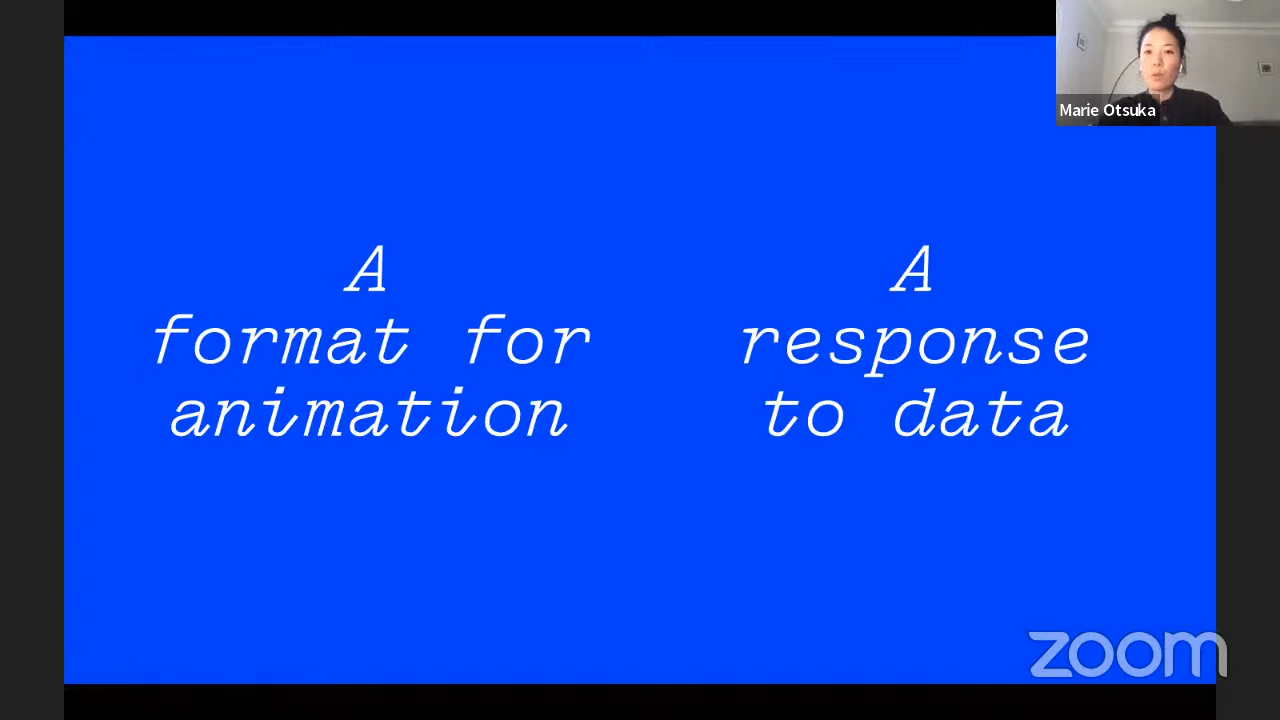 Marie Otsuka
A
format for
animation
A
response
to data
zoom